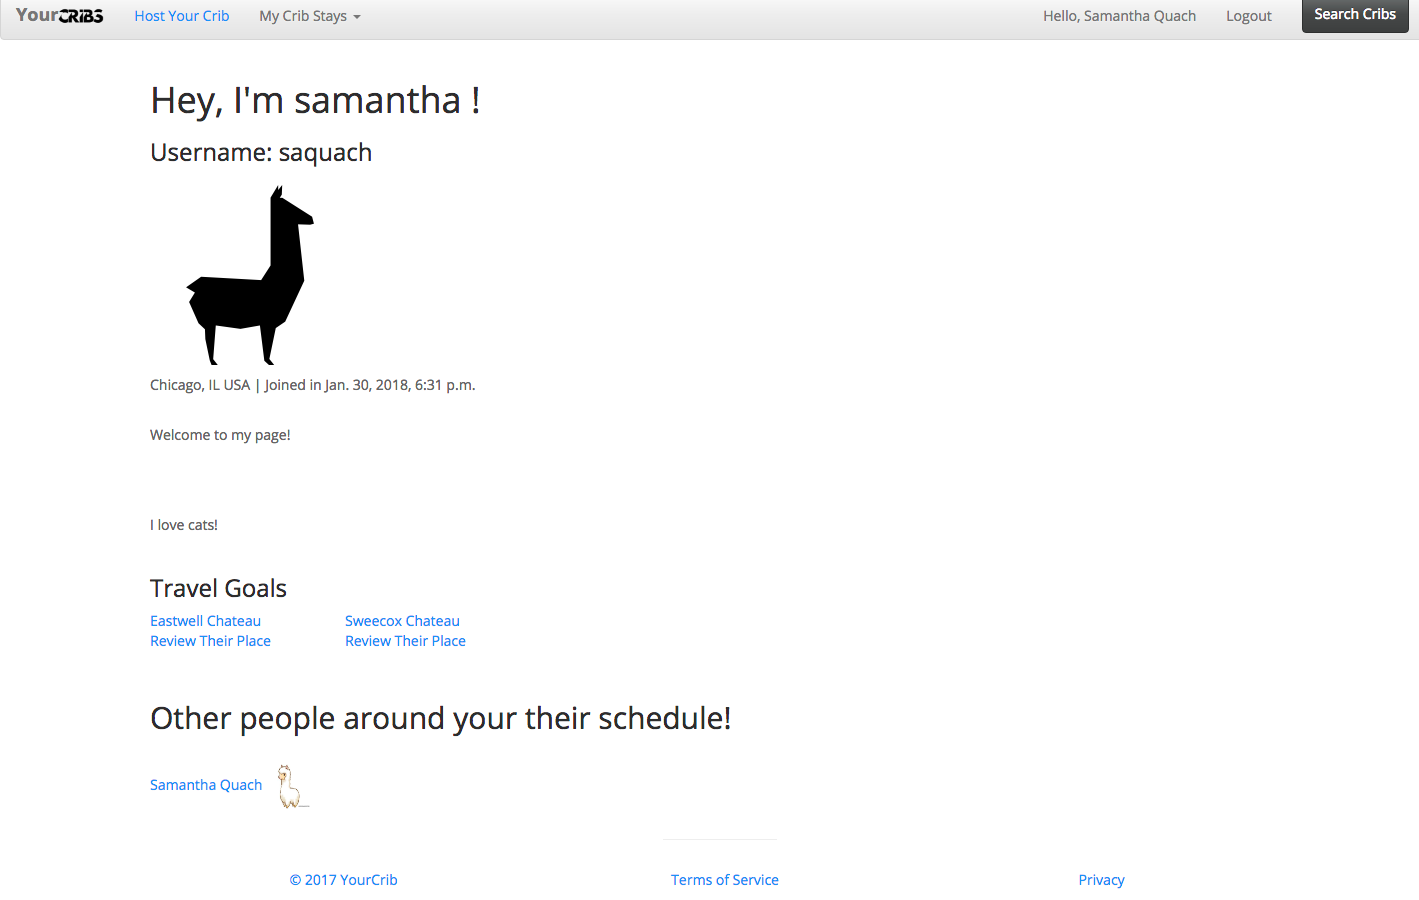 YourCRiBS Host Your Crib My Crib Stays Hello, Samantha Quach Logout Search Cribs
Hey, I'm samantha !
Username: saquach
Chicago, IL USA | Joined in Jan. 30, 2018, 6:31 p.m.
Welcome to my page!
I love cats!
Travel Goals
Eastwell Chateau Sweecox Chateau
Review Their Place Review Their Place
Other people around your their schedule!
Samantha Quach
© 2017 YourCrib Terms of Service Privacy